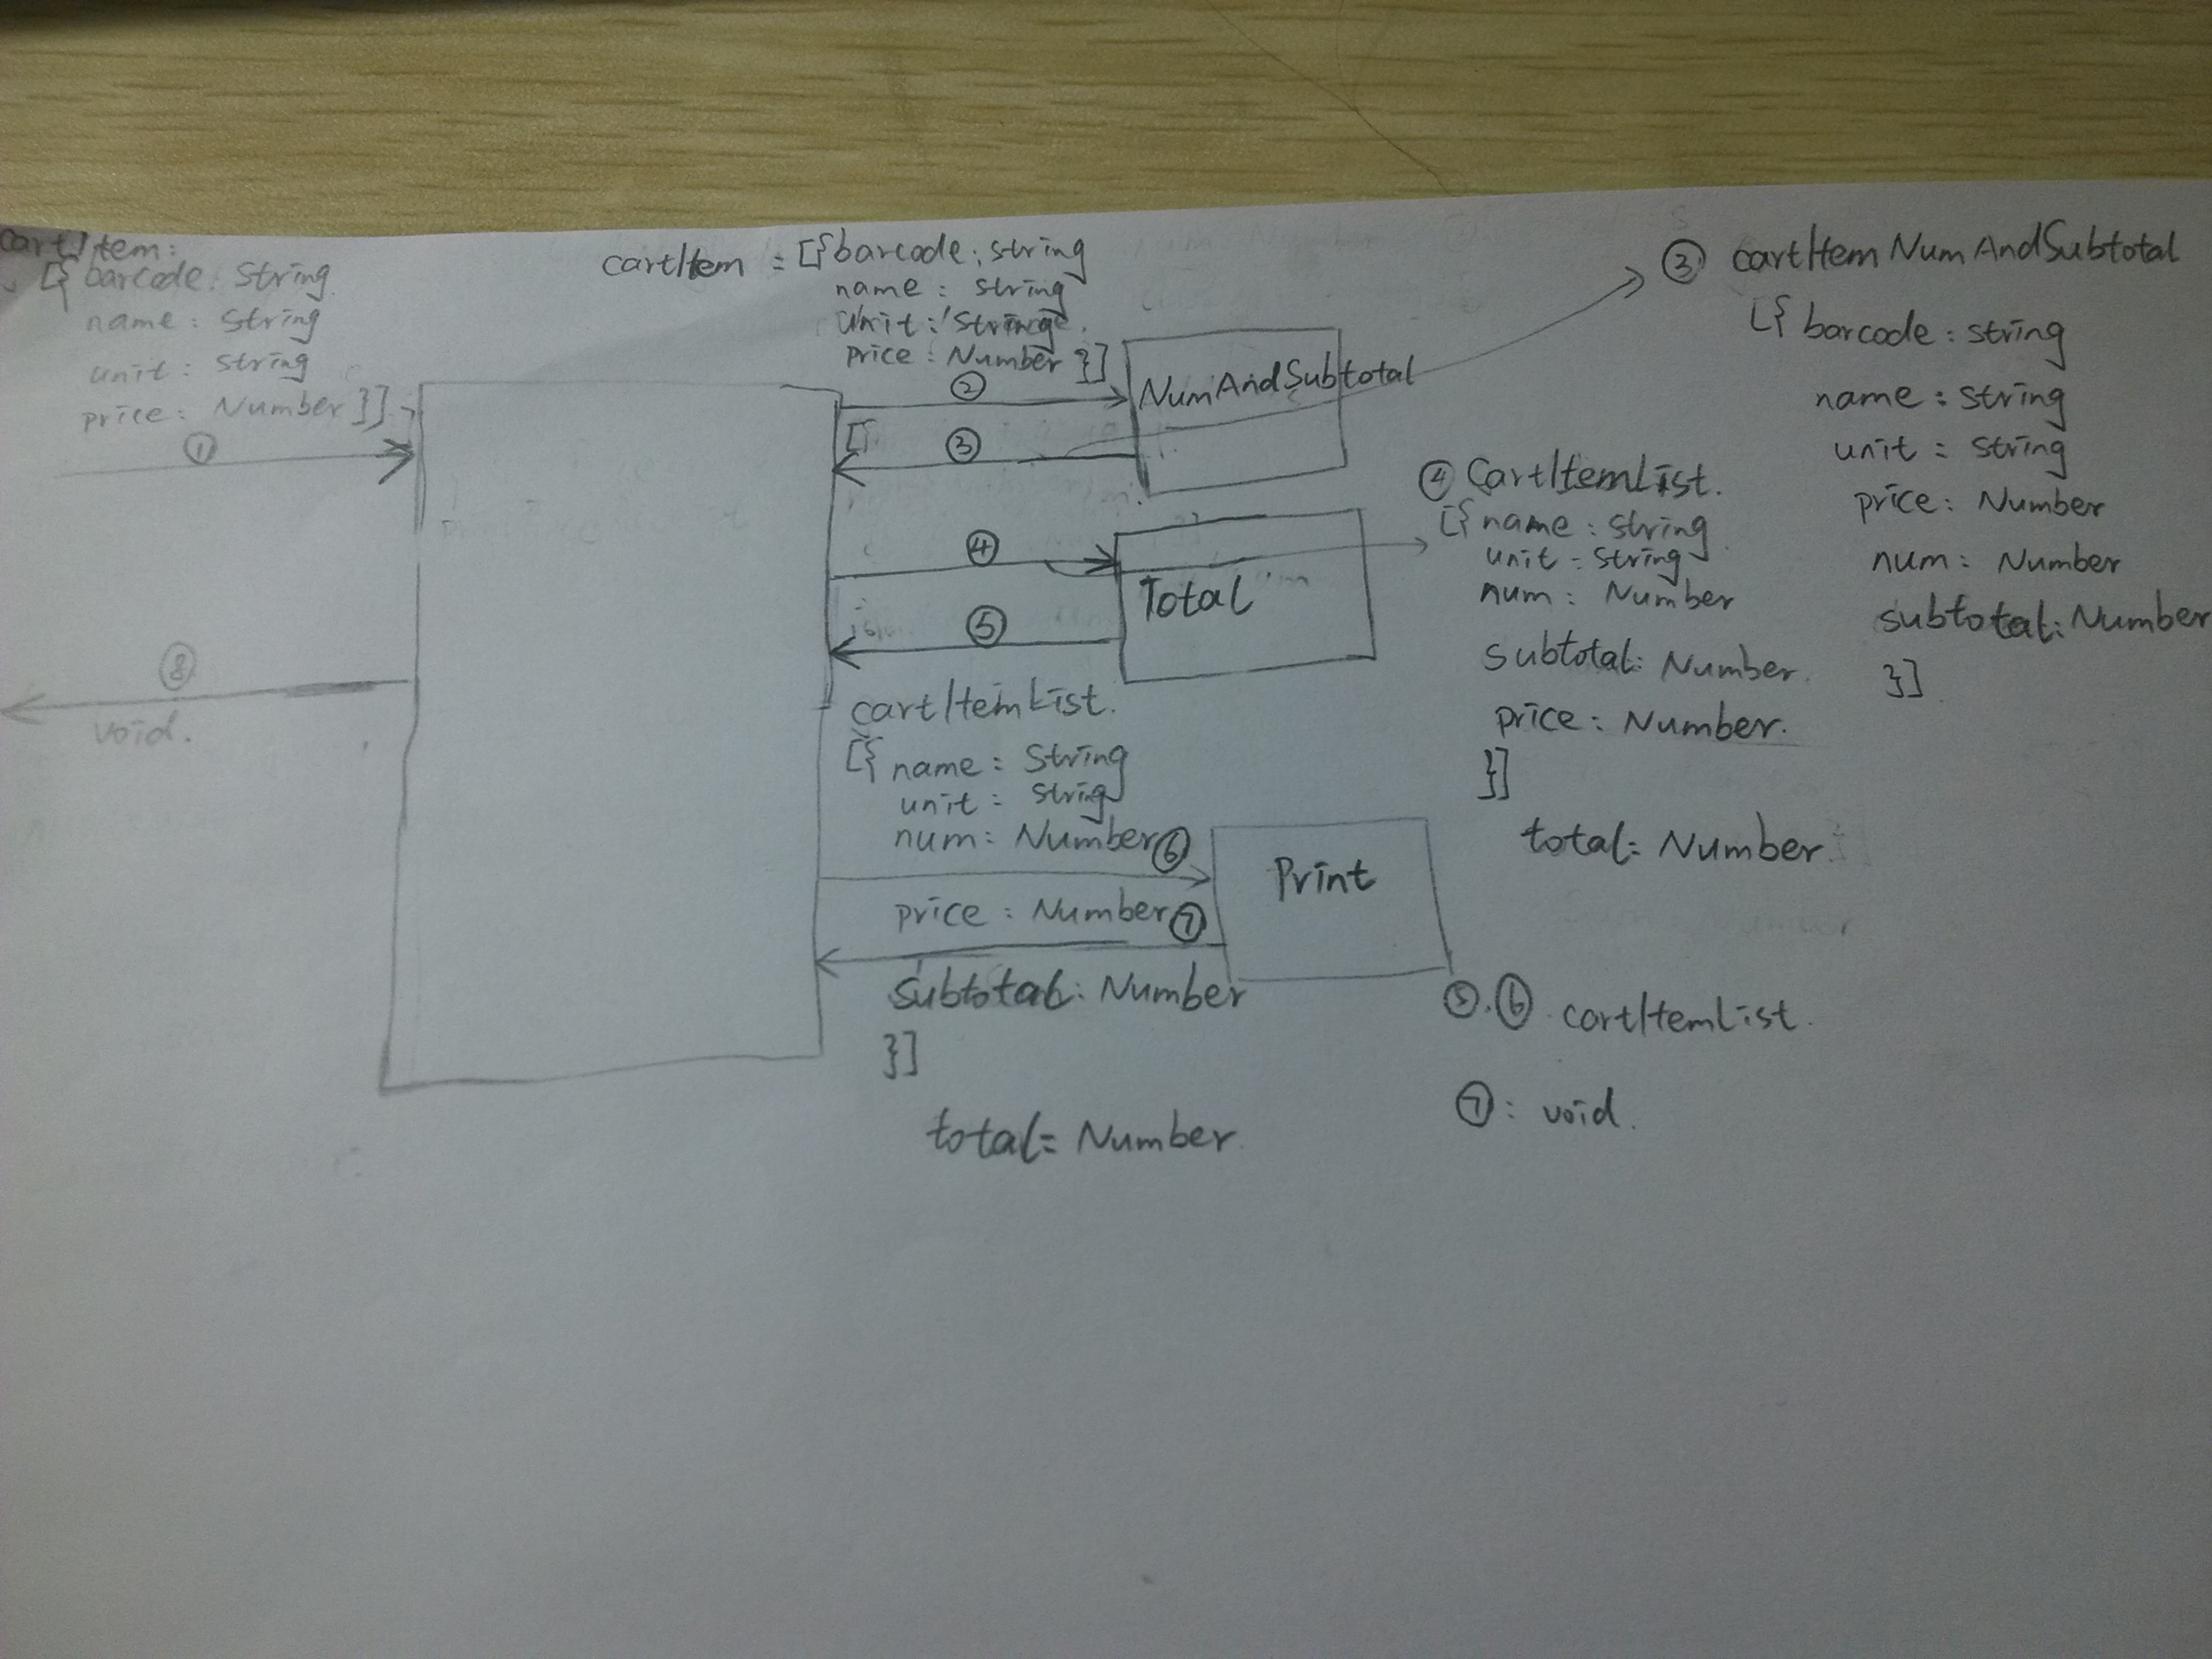 cartItem:
[{ barcode: String
name: String
unit: String
price: Number }]
①
⑧
void.
cartItem = [{barcode: string
name: string
unit: string
price: Number }]
②
NumAndSubtotal
[
③
④
Total
⑤
cartItemList.
[{ name: String
unit: string
num: Number ⑥
Print
price: Number ⑦
subtotal: Number
}]
total: Number
③ cartItemNumAndSubtotal
[{ barcode: string
name: string
unit: string
price: Number
num: Number
subtotal: Number
}]
④ CartItemList.
[{ name: string
unit: string
num: Number
subtotal: Number
price: Number.
}]
total: Number
⑤.⑥ cartItemList.
⑦: void.